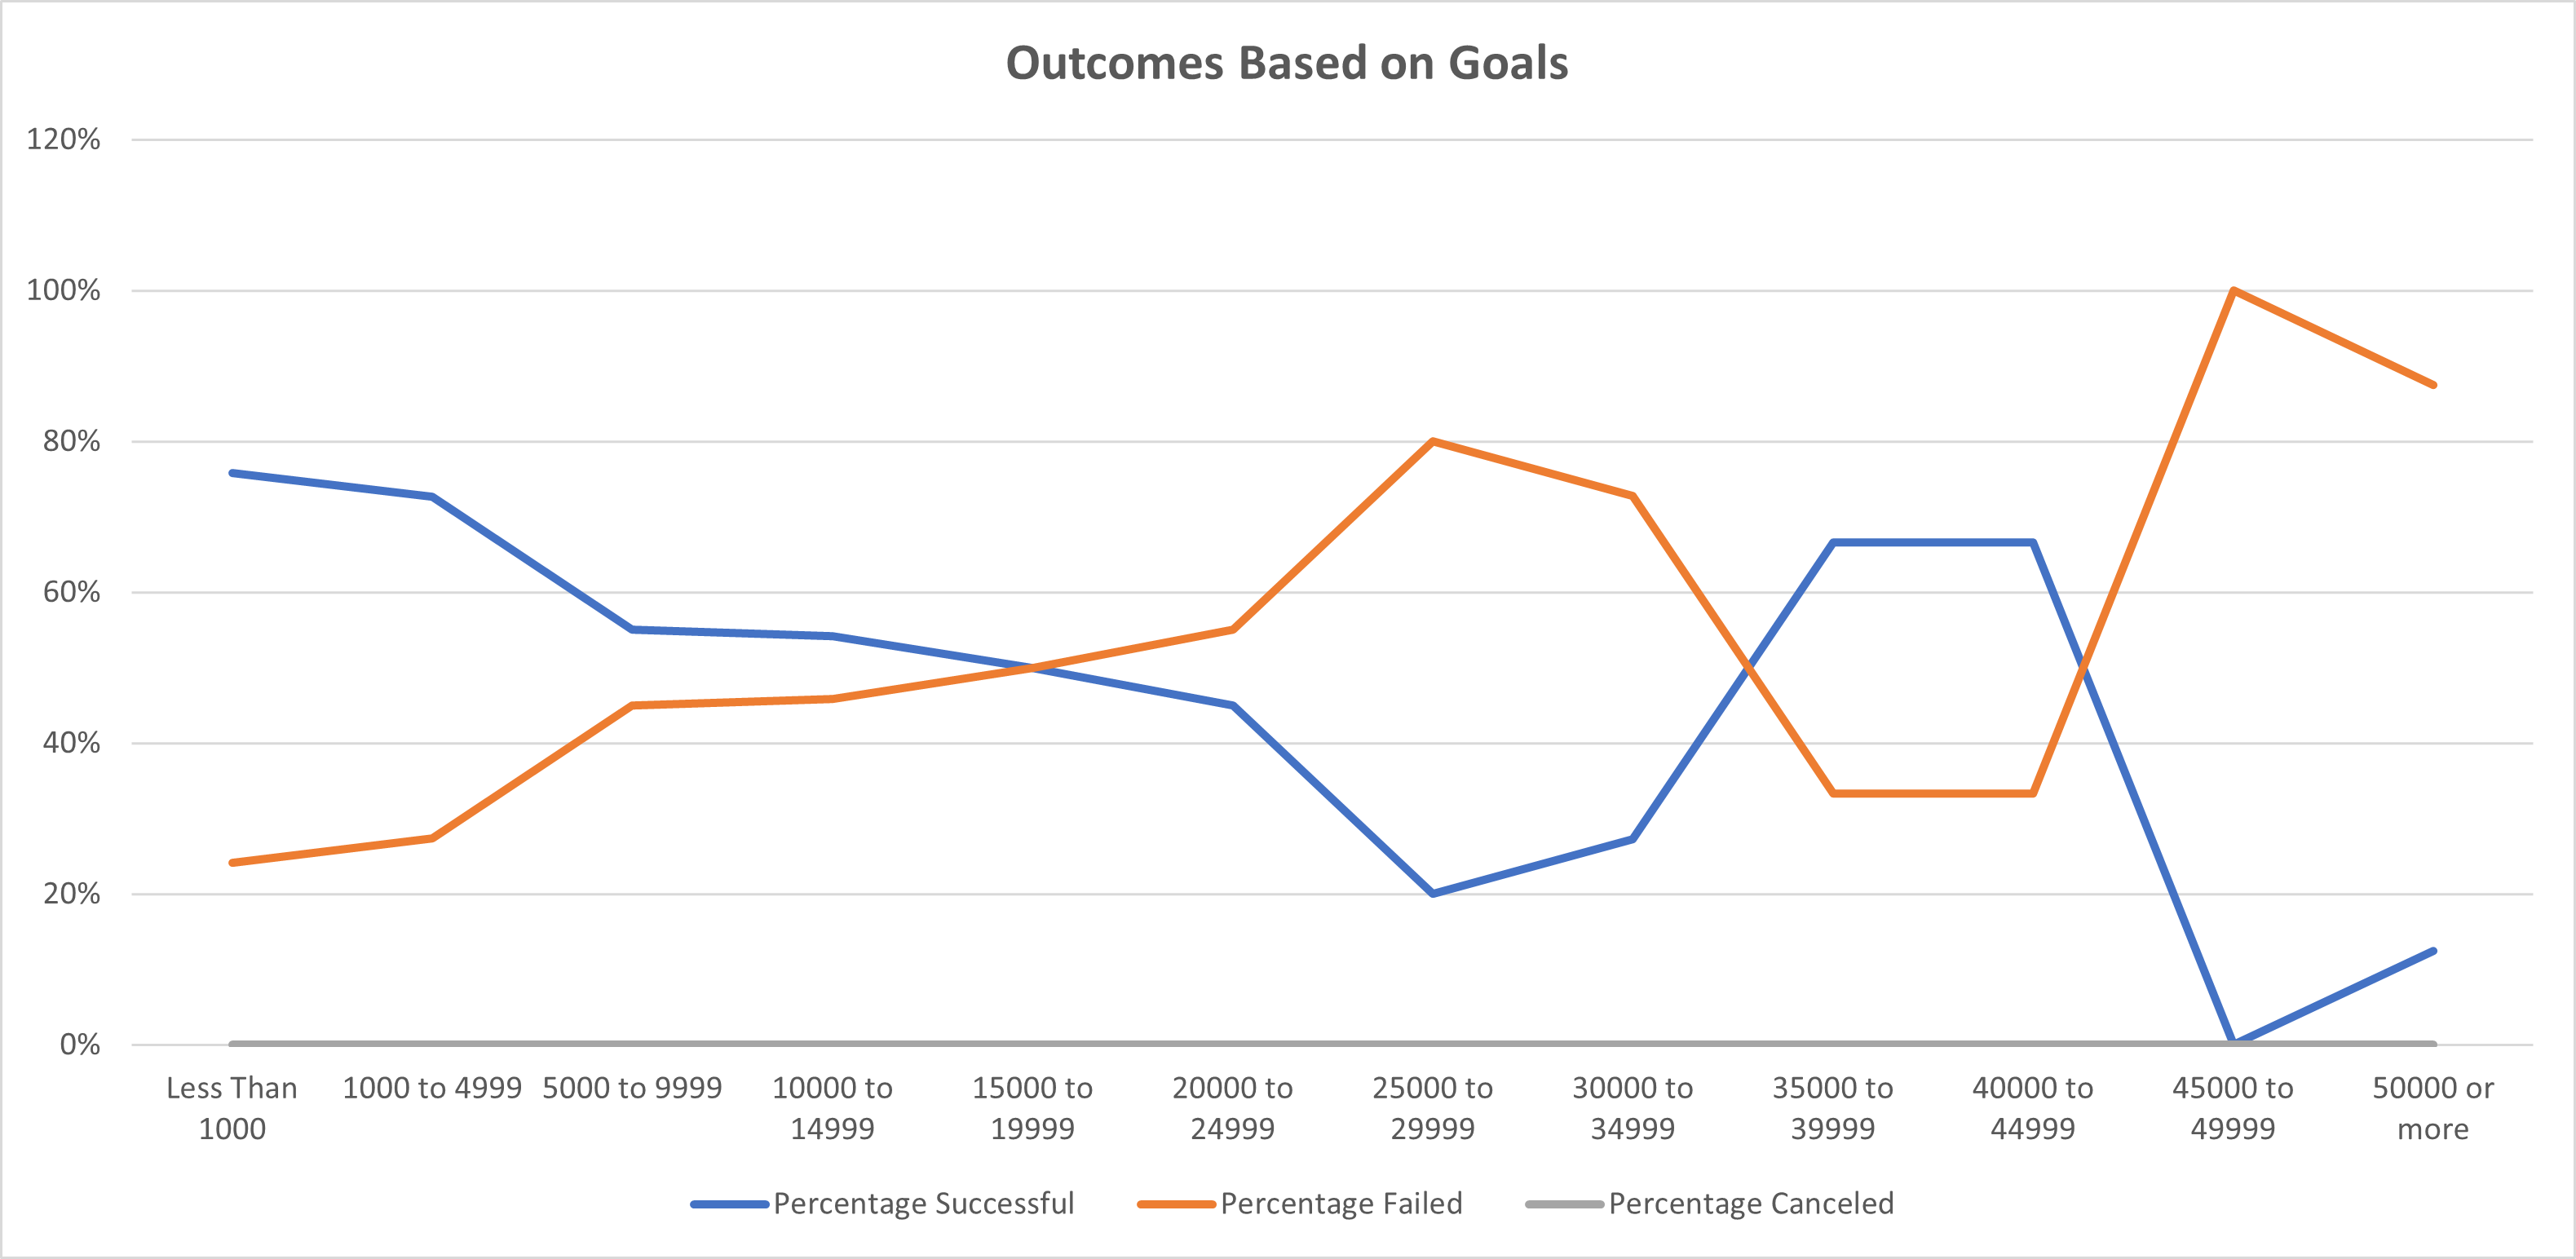 Outcomes Based on Goals
120%
100%
80%
60%
40%
20%
0%
Less Than 1000
1000 to 4999
5000 to 9999
10000 to 14999
15000 to 19999
20000 to 24999
25000 to 29999
30000 to 34999
35000 to 39999
40000 to 44999
45000 to 49999
50000 or more
Percentage Successful
Percentage Failed
Percentage Canceled